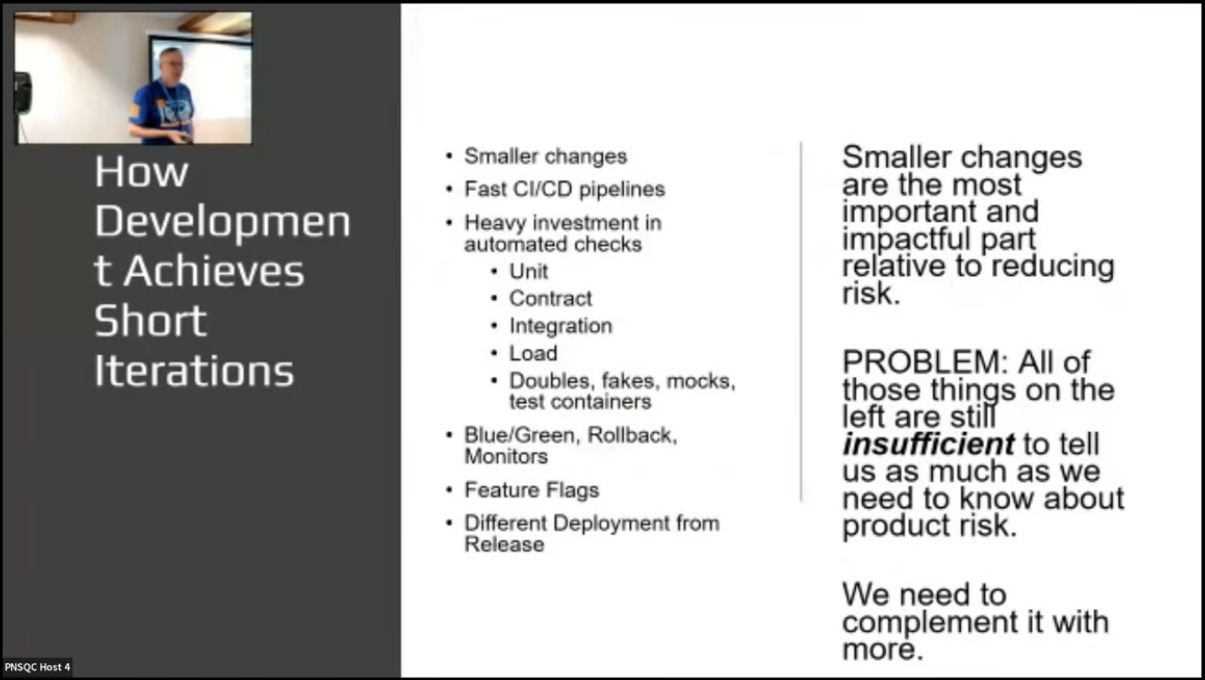 How
Developmen
t Achieves
Short
Iterations
• Smaller changes
• Fast CI/CD pipelines
• Heavy investment in
automated checks
• Unit
• Contract
• Integration
• Load
• Doubles, fakes, mocks,
test containers
• Blue/Green, Rollback,
Monitors
• Feature Flags
• Different Deployment from
Release
Smaller changes
are the most
important and
impactful part
relative to reducing
risk.
PROBLEM: All of
those things on the
left are still
insufficient to tell
us as much as we
need to know about
product risk.
We need to
complement it with
more.
PNSQC Host 4